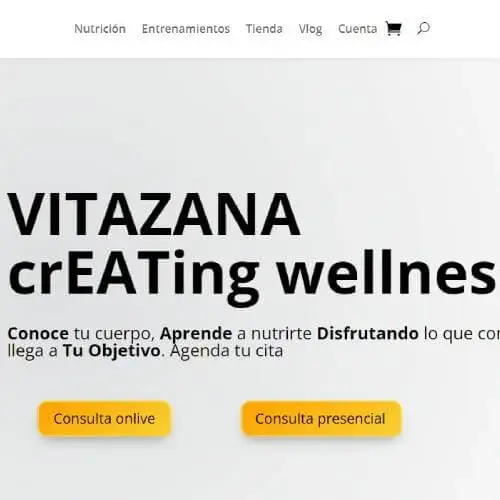 Nutrición Entrenamientos Tienda Vlog Cuenta
VITAZANA
crEATing wellnes
Conoce tu cuerpo, Aprende a nutrirte Disfrutando lo que co
llega a Tu Objetivo. Agenda tu cita
Consulta onlive Consulta presencial